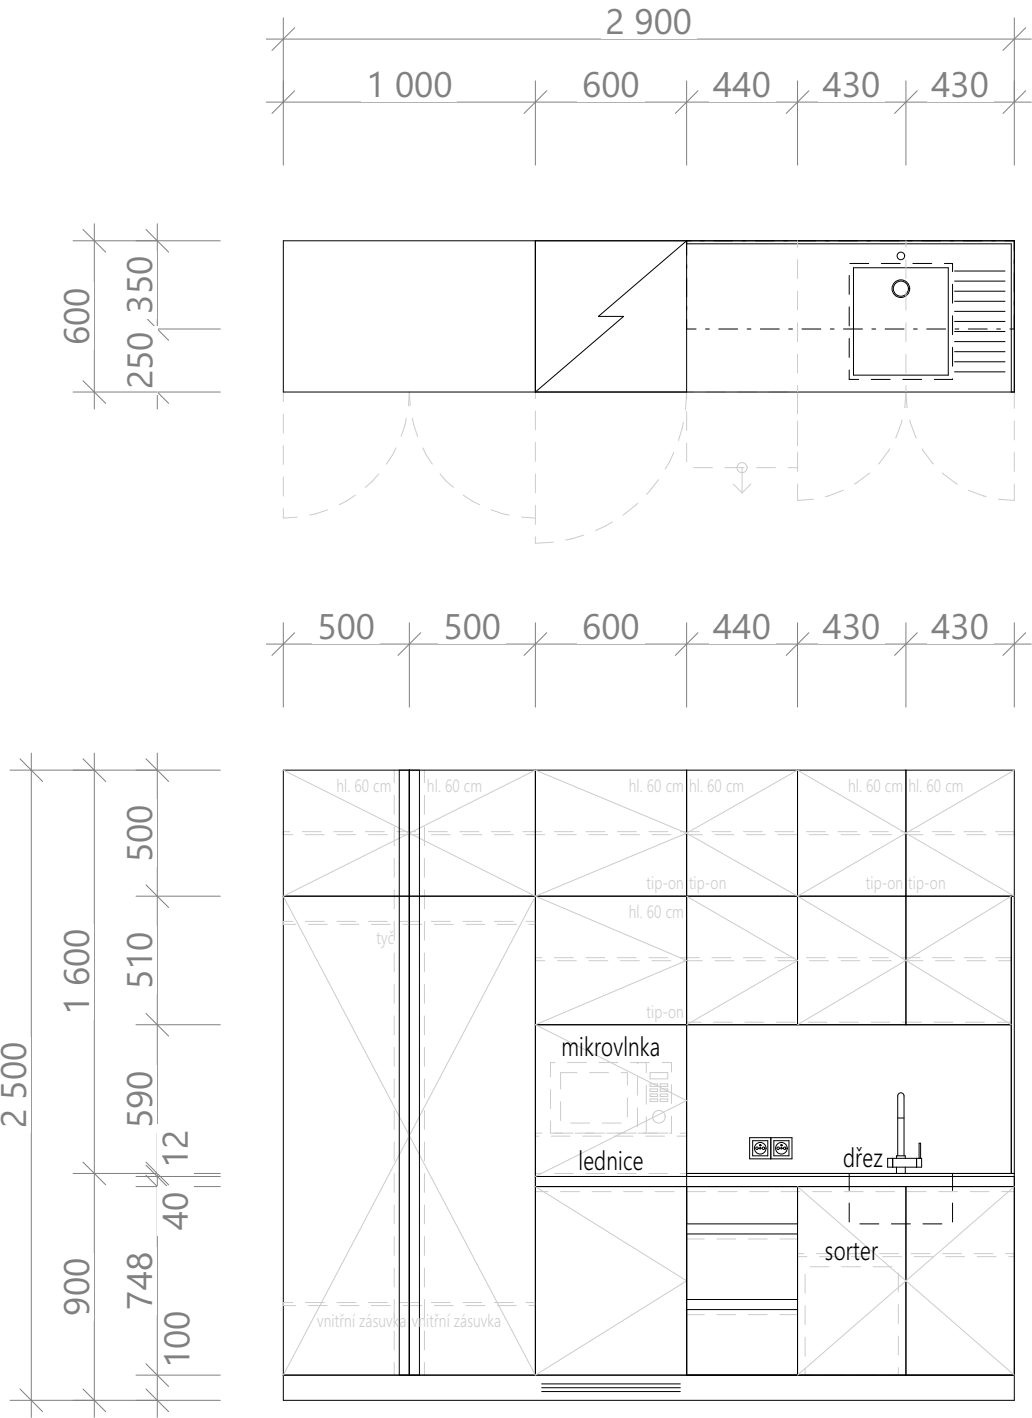 2 900
1 000 600 440 430 430
600
350
250
500 500 600 440 430 430
2 500
1 600
900
500
510
590
12
40
748
100
hl. 60 cm hl. 60 cm hl. 60 cm hl. 60 cm hl. 60 cm hl. 60 cm
tip-on tip-on tip-on tip-on
hl. 60 cm
tyč
tip-on
mikrovlnka
lednice
dřez
sorter
vnitřní zásuvka vnitřní zásuvka